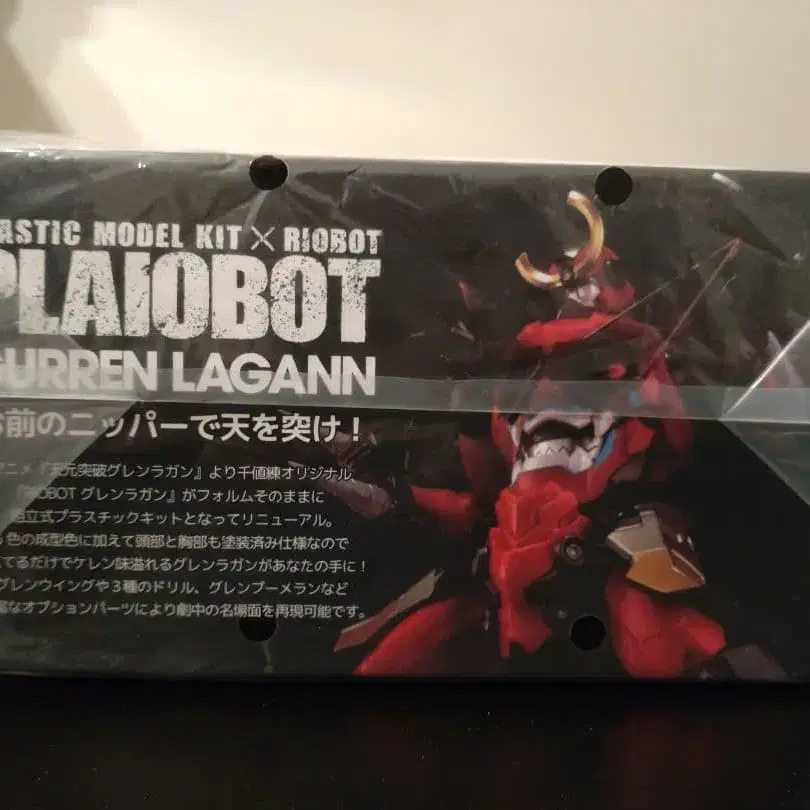 ASTIC MODEL KIT × RIOBOT
PLAIOBOT
GURREN LAGANN
お前のニッパーで天を突け！
アニメ『天元突破グレンラガン』より千値練オリジナル
『RIOBOT グレンラガン』がフォルムそのままに
組立式プラスチックキットとなってリニューアル。
色の成型色に加えて頭部と胸部も塗装済み仕様なので
てるだけでケレン味溢れるグレンラガンがあなたの手に！
グレンウイングや３種のドリル、グレンブーメランなど
なオプションパーツにより劇中の名場面を再現可能です。